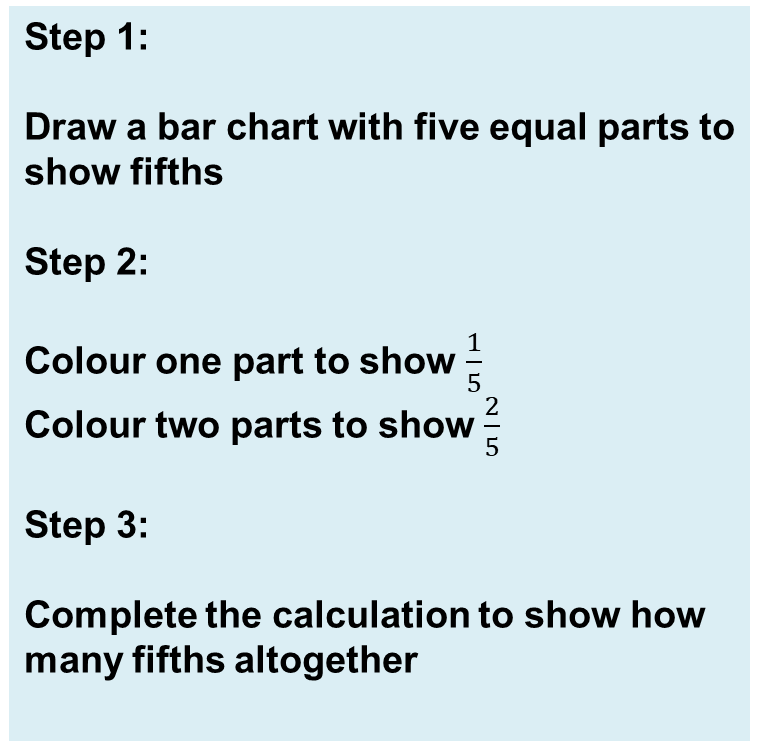 Step 1:
Draw a bar chart with five equal parts to
show fifths
Step 2:
Colour one part to show 1/5
Colour two parts to show 2/5
Step 3:
Complete the calculation to show how
many fifths altogether